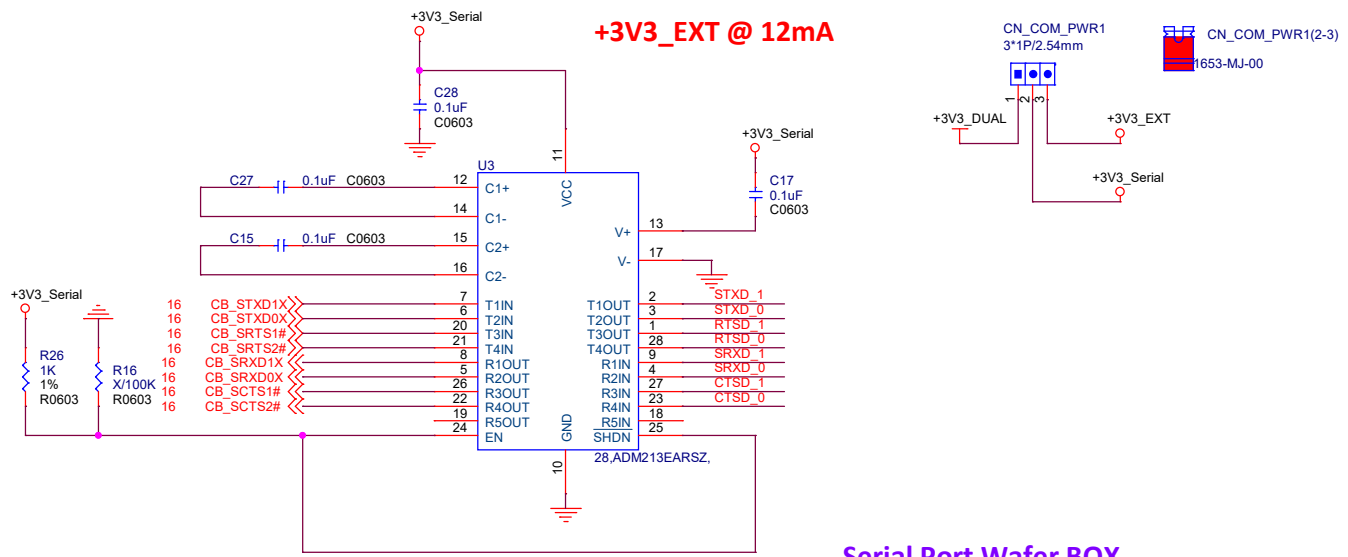 +3V3_Serial
+3V3_EXT @ 12mA
CN_COM_PWR1
3*1P/2.54mm
CN_COM_PWR1(2-3)
1653-MJ-00
C28
0.1uF
C0603
1
2
3
+3V3_DUAL
+3V3_EXT
+3V3_Serial
+3V3_Serial
C17
0.1uF
C0603
U3
11
VCC
C27 0.1uF C0603 12 C1+
14 C1-
C15 0.1uF C0603 15 C2+
16 C2-
V+ 13
V- 17
+3V3_Serial
R26
1K
1%
R0603
R16
X/100K
R0603
16 CB_STXD1X 7 T1IN T1OUT 2 STXD_1
16 CB_STXD0X 6 T2IN T2OUT 3 STXD_0
16 CB_SRTS1# 20 T3IN T3OUT 1 RTSD_1
16 CB_SRTS2# 21 T4IN T4OUT 28 RTSD_0
16 CB_SRXD1X 8 R1OUT R1IN 9 SRXD_1
16 CB_SRXD0X 5 R2OUT R2IN 4 SRXD_0
16 CB_SCTS1# 26 R3OUT R3IN 27 CTSD_1
16 CB_SCTS2# 22 R4OUT R4IN 23 CTSD_0
19 R5OUT R5IN 18
24 EN SHDN 25
GND
10
28,ADM213EARSZ,
Serial Port Wafer BOX